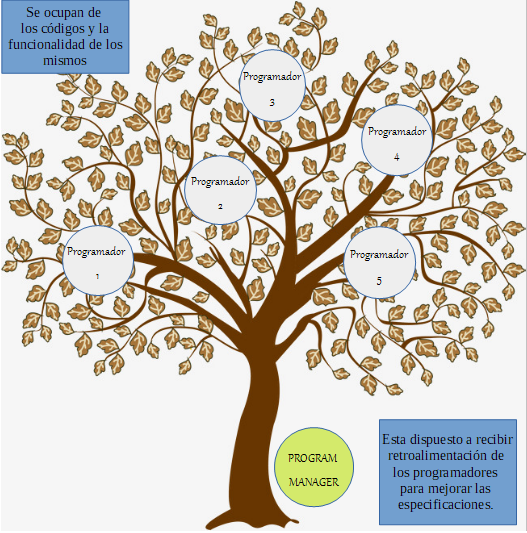 Se ocupan de
los códigos y la
funcionalidad de los
mismos
Programador
3
Programador
4
Programador
2
Programador
1
Programador
5
PROGRAM
MANAGER
Esta dispuesto a recibir
retroalimentación de
los programadores
para mejorar las
especificaciones.